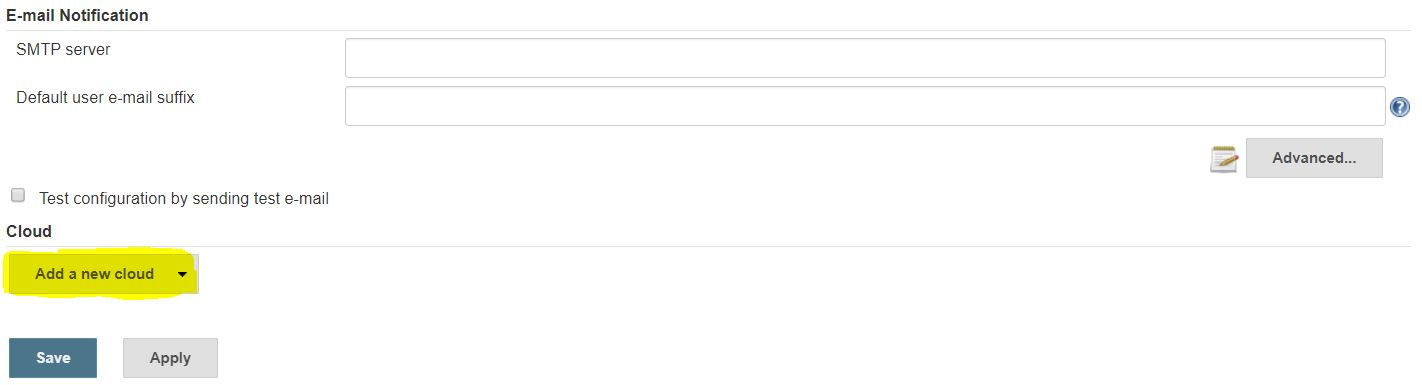 E-mail Notification
SMTP server
Default user e-mail suffix
?
Advanced...
Test configuration by sending test e-mail
Cloud
Add a new cloud
Save Apply